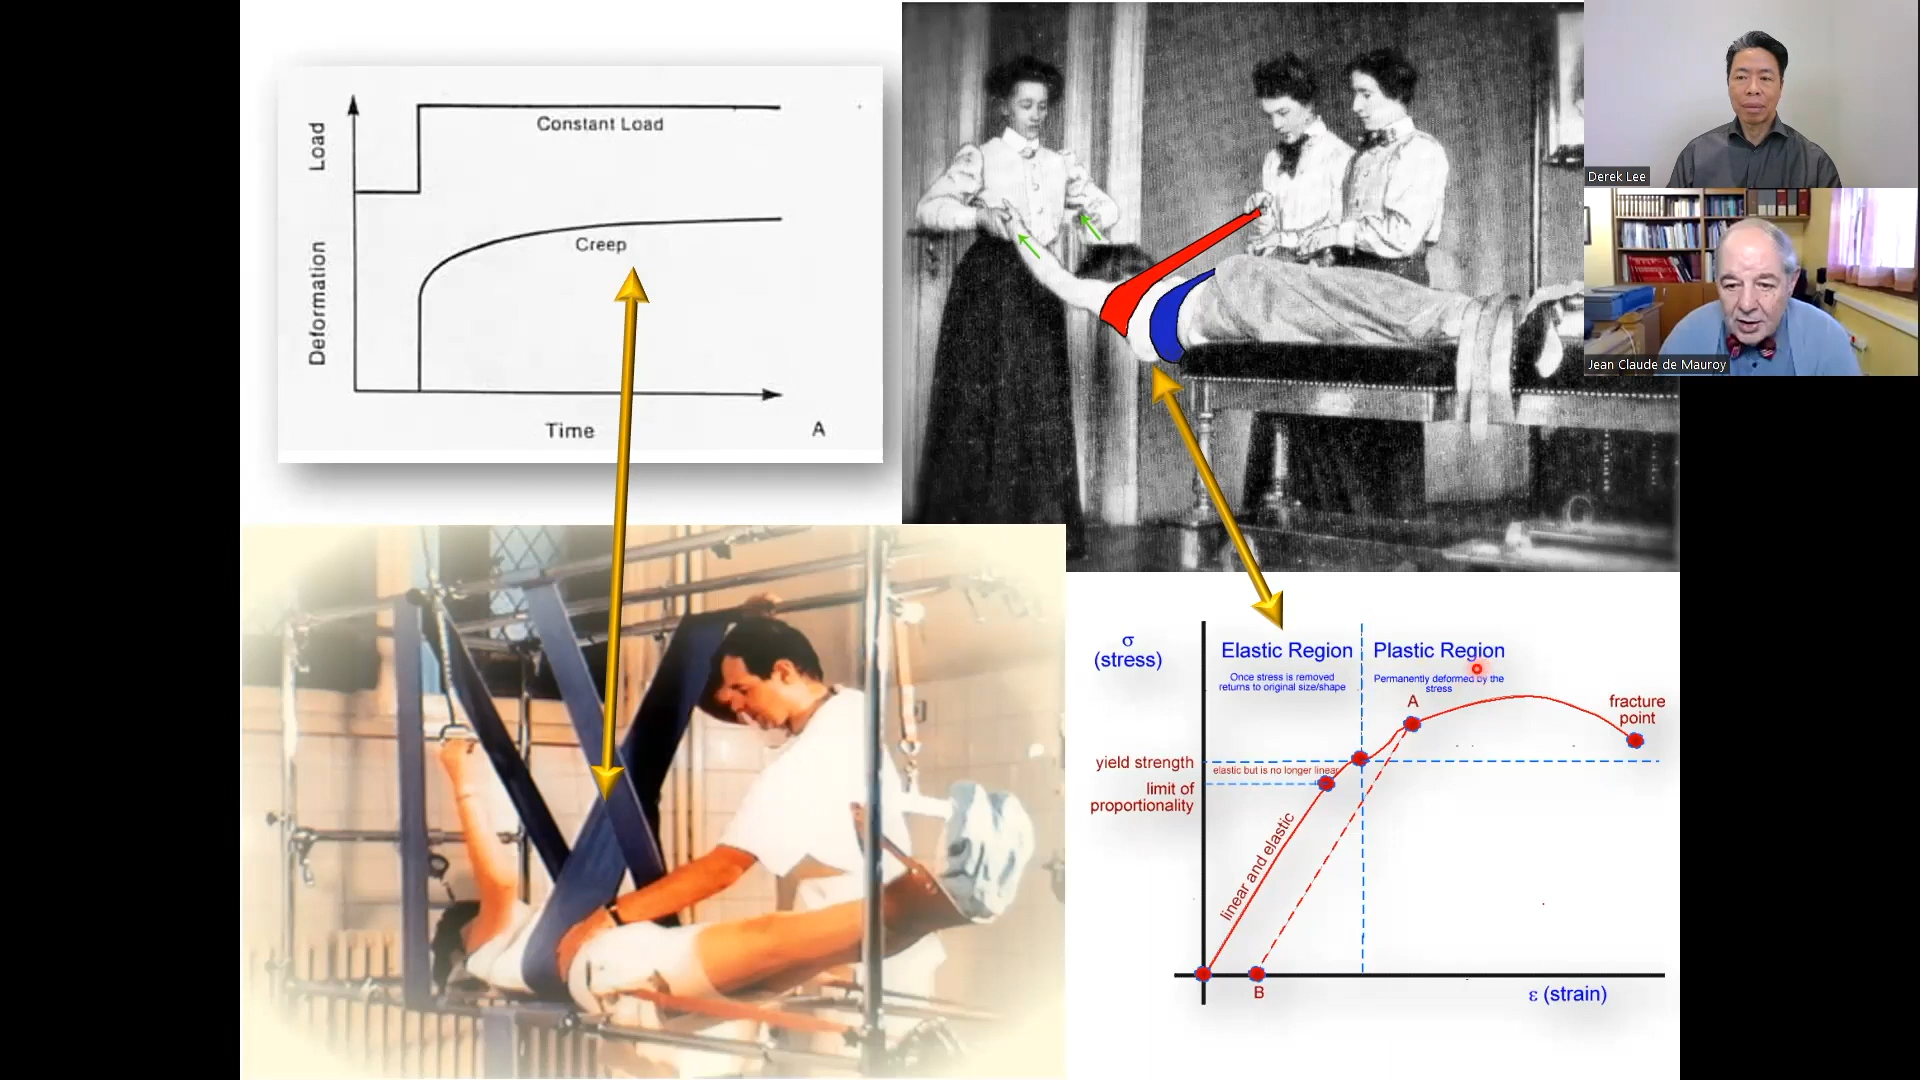 Load
Constant Load
Deformation
Creep
Time
A
Derek Lee
Jean Claude de Mauroy
σ
(stress)
Elastic Region
Once stress is removed
returns to original size/shape
Plastic Region
Permanently deformed by the
stress
A
fracture
point
yield strength
elastic but is no longer linear
limit of
proportionality
linear and elastic
B
ε (strain)